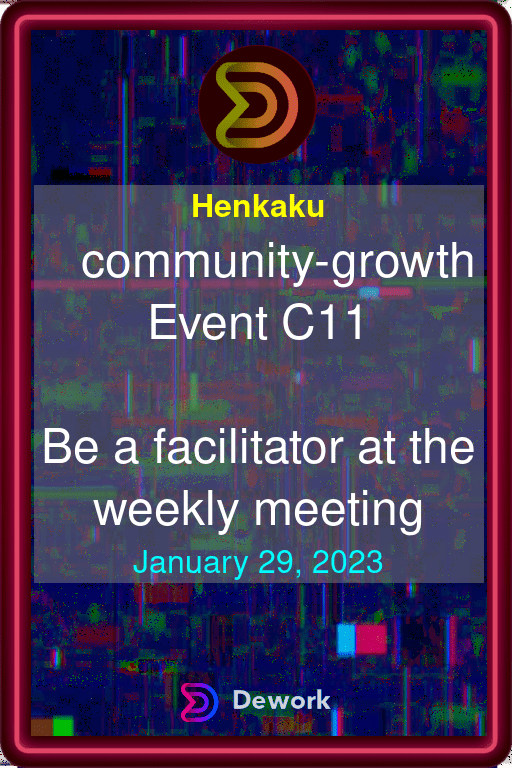 Henkaku
community-growth
Event C11
Be a facilitator at the
weekly meeting
January 29, 2023
Dework